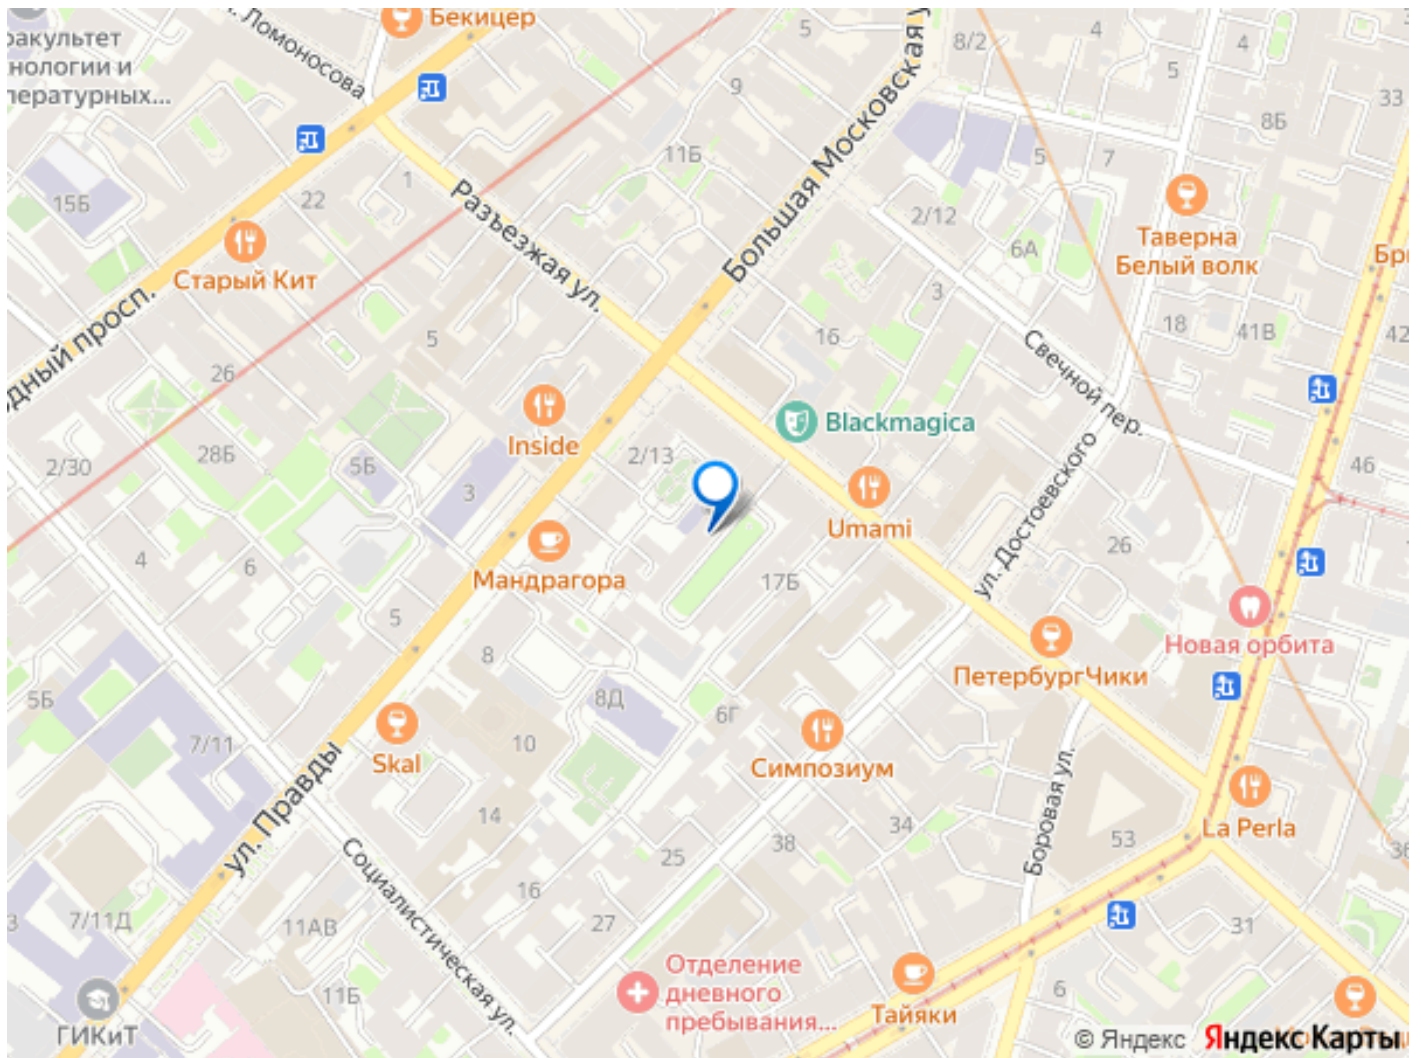 Бекицер
Ломоносова
акультет
нологии и
пературных...
15Б
22
1
Старый Кит
Разъезжая ул.
11Б
9
5
Большая Московская у
8/2
4
5
4
33
8Б
5
7
2/12
6А
Таверна
Белый волк
Бр
3
16
18
41В
42
Свечной пер.
дный просп.
26
5
Inside
Blackmagica
2/13
28Б
2/30
5Б
3
46
Umami
ул. Достоевского
26
Мандрагора
17Б
4
6
5
Новая орбита
ПетербургЧики
8
5Б
8Д
6Г
7/11
10
Skal
Симпозиум
ул. Правды
14
Боровая ул.
La Perla
34
53
38
25
36
Социалистическая ул.
16
27
3
7/11Д
11АВ
31
Отделение
дневного
пребывания...
11Б
6
Тайяки
ГИКиТ
© Яндекс Яндекс Карты